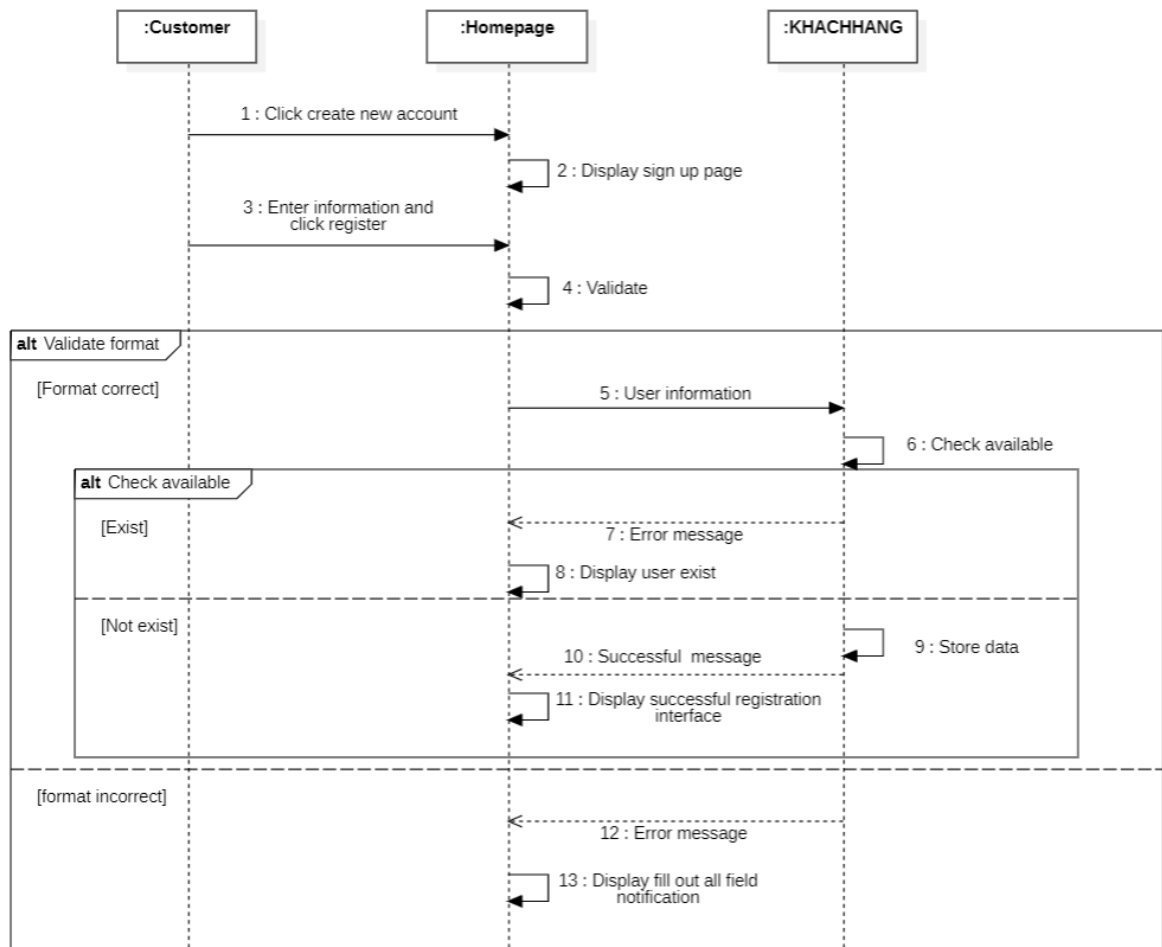 :Customer
:Homepage
:KHACHHANG
1 : Click create new account
2 : Display sign up page
3 : Enter information and
click register
4 : Validate
alt Validate format
[Format correct]
5 : User information
6 : Check available
alt Check available
[Exist]
7 : Error message
8 : Display user exist
[Not exist]
9 : Store data
10 : Successful message
11 : Display successful registration
interface
[format incorrect]
12 : Error message
13 : Display fill out all field
notification